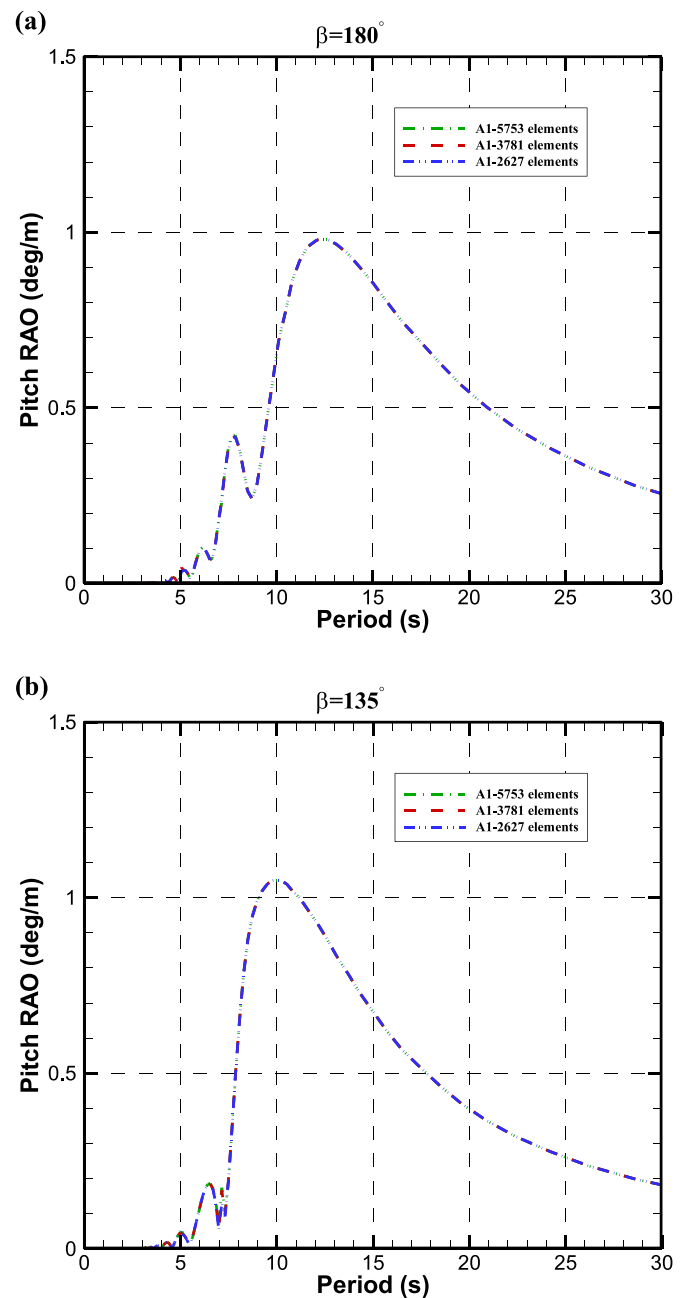 (a)
β=180°
1.5
A1-5753 elements
A1-3781 elements
A1-2627 elements
1
Pitch RAO (deg/m)
0.5
0
0 5 10 15 20 25 30
Period (s)
(b)
β=135°
1.5
A1-5753 elements
A1-3781 elements
A1-2627 elements
1
Pitch RAO (deg/m)
0.5
0
0 5 10 15 20 25 30
Period (s)